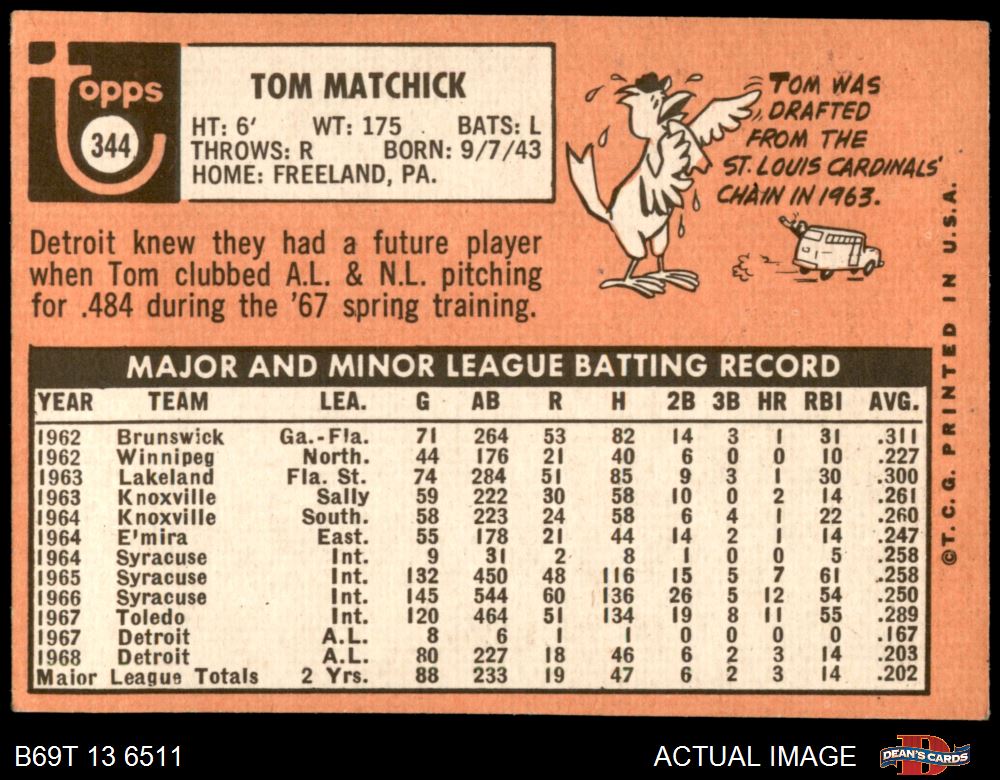 topps
344
TOM MATCHICK
HT: 6' WT: 175 BATS: L
THROWS: R BORN: 9/7/43
HOME: FREELAND, PA.
TOM WAS
DRAFTED
FROM THE
ST. LOUIS CARDINALS'
CHAIN IN 1963.
Detroit knew they had a future player
when Tom clubbed A.L. & N.L. pitching
for .484 during the '67 spring training.
MAJOR AND MINOR LEAGUE BATTING RECORD
YEAR TEAM LEA. G AB R H 2B 3B HR RBI AVG.
1962 Brunswick Ga.-Fla. 71 264 53 82 14 3 1 31 .311
1962 Winnipeg North. 44 176 21 40 6 0 0 10 .227
1963 Lakeland Fla. St. 74 284 51 85 9 3 1 30 .300
1963 Knoxville Sally 59 222 30 58 10 0 2 14 .261
1964 Knoxville South. 58 223 24 58 6 4 1 22 .260
1964 E'mira East. 55 178 21 44 14 2 1 14 .247
1964 Syracuse Int. 9 31 2 8 1 0 0 5 .258
1965 Syracuse Int. 132 450 48 116 15 5 7 61 .258
1966 Syracuse Int. 145 544 60 136 26 5 12 54 .250
1967 Toledo Int. 120 464 51 134 19 8 11 55 .289
1967 Detroit A.L. 8 6 1 1 0 0 0 0 .167
1968 Detroit A.L. 80 227 18 46 6 2 3 14 .203
Major League Totals 2 Yrs. 88 233 19 47 6 2 3 14 .202
©T.C.G. PRINTED IN U.S.A.
B69T 13 6511
ACTUAL IMAGE
DEAN'S CARDS